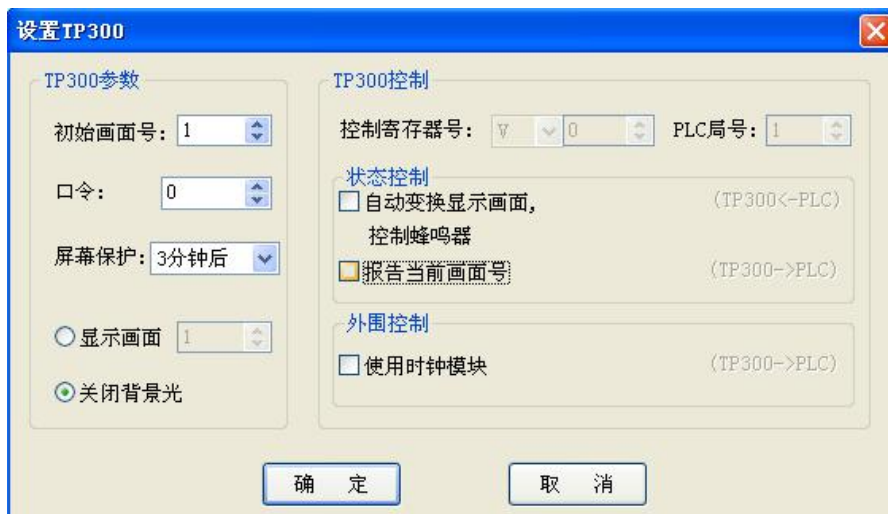 设置TP300
TP300参数
初始画面号: 1
口令: 0
屏幕保护: 3分钟后
显示画面 1
关闭背景光
TP300控制
控制寄存器号: V 0 PLC局号: 1
状态控制
自动变换显示画面, (TP300<-PLC)
控制蜂鸣器
报告当前画面号 (TP300->PLC)
外围控制
使用时钟模块 (TP300->PLC)
确 定 取 消